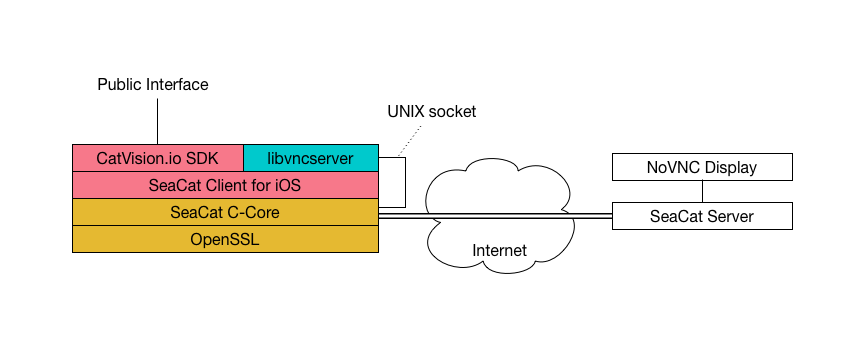 Public Interface
UNIX socket
CatVision.io SDK
libvncserver
SeaCat Client for iOS
SeaCat C-Core
OpenSSL
Internet
NoVNC Display
SeaCat Server